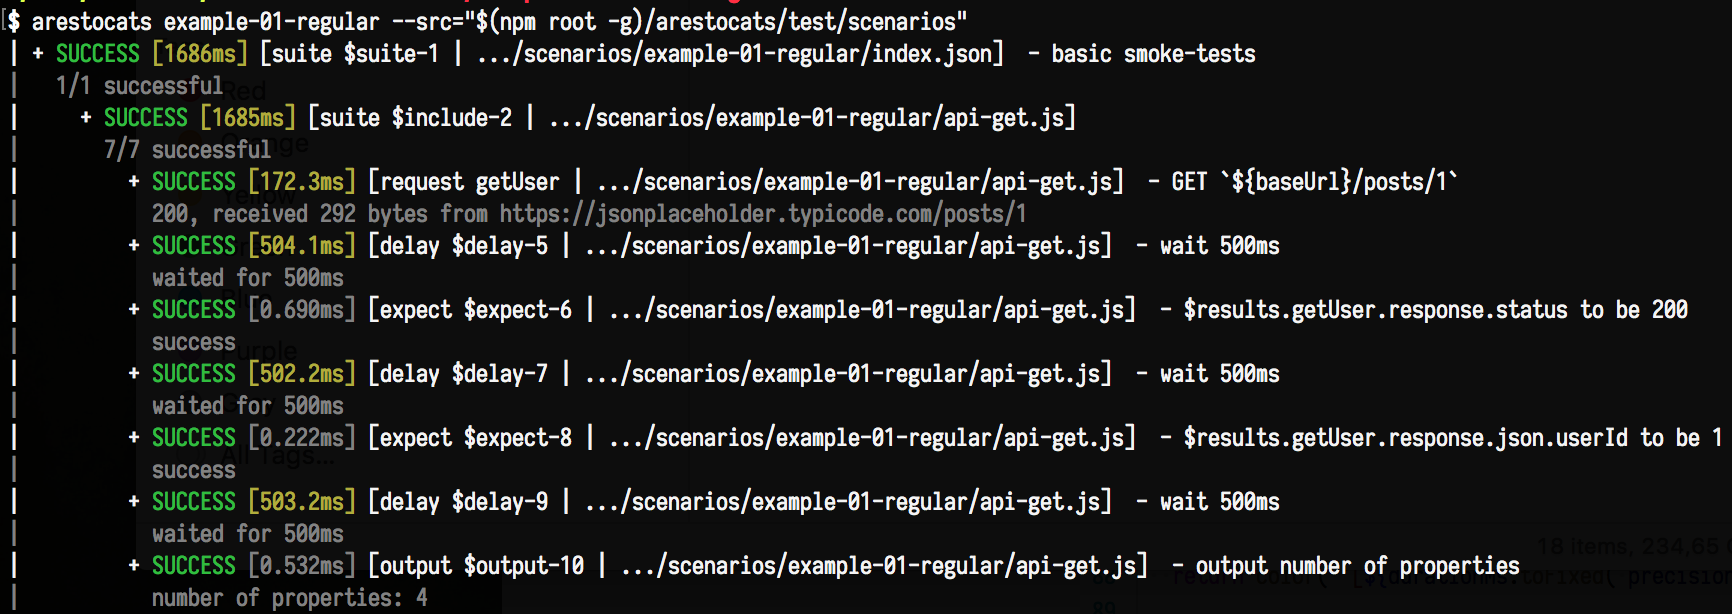 $ arestocats example-01-regular --src="$(npm root -g)/arestocats/test/scenarios"
| + SUCCESS [1686ms] [suite $suite-1 | .../scenarios/example-01-regular/index.json]  - basic smoke-tests
|   1/1 successful
|     + SUCCESS [1685ms] [suite $include-2 | .../scenarios/example-01-regular/api-get.js]
|       7/7 successful
|         + SUCCESS [172.3ms] [request getUser | .../scenarios/example-01-regular/api-get.js]  - GET `${baseUrl}/posts/1`
|           200, received 292 bytes from https://jsonplaceholder.typicode.com/posts/1
|         + SUCCESS [504.1ms] [delay $delay-5 | .../scenarios/example-01-regular/api-get.js]  - wait 500ms
|           waited for 500ms
|         + SUCCESS [0.690ms] [expect $expect-6 | .../scenarios/example-01-regular/api-get.js]  - $results.getUser.response.status to be 200
|           success
|         + SUCCESS [502.2ms] [delay $delay-7 | .../scenarios/example-01-regular/api-get.js]  - wait 500ms
|           waited for 500ms
|         + SUCCESS [0.222ms] [expect $expect-8 | .../scenarios/example-01-regular/api-get.js]  - $results.getUser.response.json.userId to be 1
|           success
|         + SUCCESS [503.2ms] [delay $delay-9 | .../scenarios/example-01-regular/api-get.js]  - wait 500ms
|           waited for 500ms
|         + SUCCESS [0.532ms] [output $output-10 | .../scenarios/example-01-regular/api-get.js]  - output number of properties
|           number of properties: 4
Red
Purple
All Tags...
18 items, 234,65